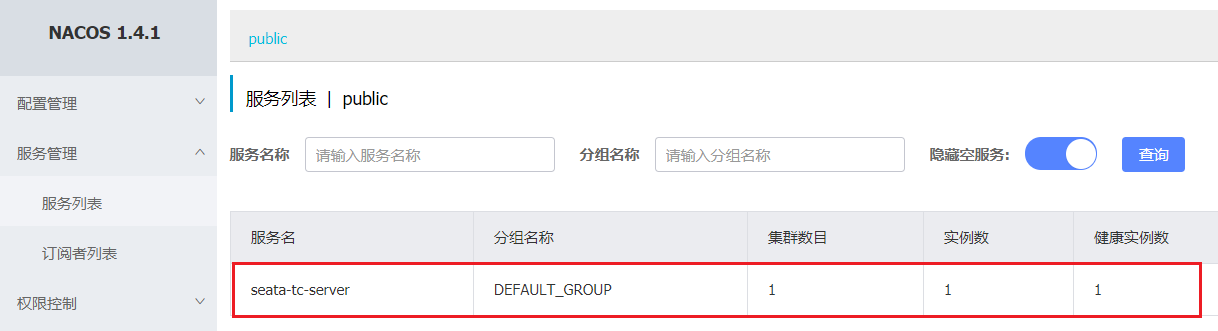 NACOS 1.4.1
配置管理
服务管理
服务列表
订阅者列表
权限控制
public
服务列表 | public
服务名称 请输入服务名称 分组名称 请输入分组名称 隐藏空服务: 查询
服务名 分组名称 集群数目 实例数 健康实例数
seata-tc-server DEFAULT_GROUP 1 1 1